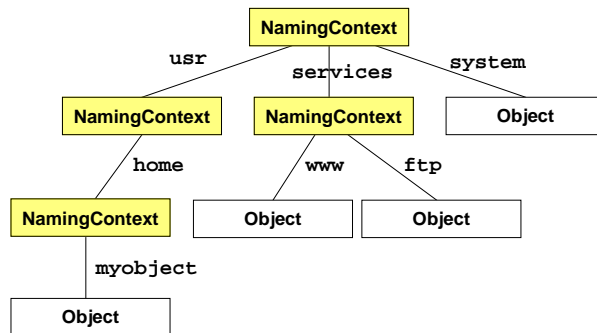 NamingContext
usr
services
system
NamingContext
NamingContext
Object
home
www
ftp
NamingContext
Object
Object
myobject
Object